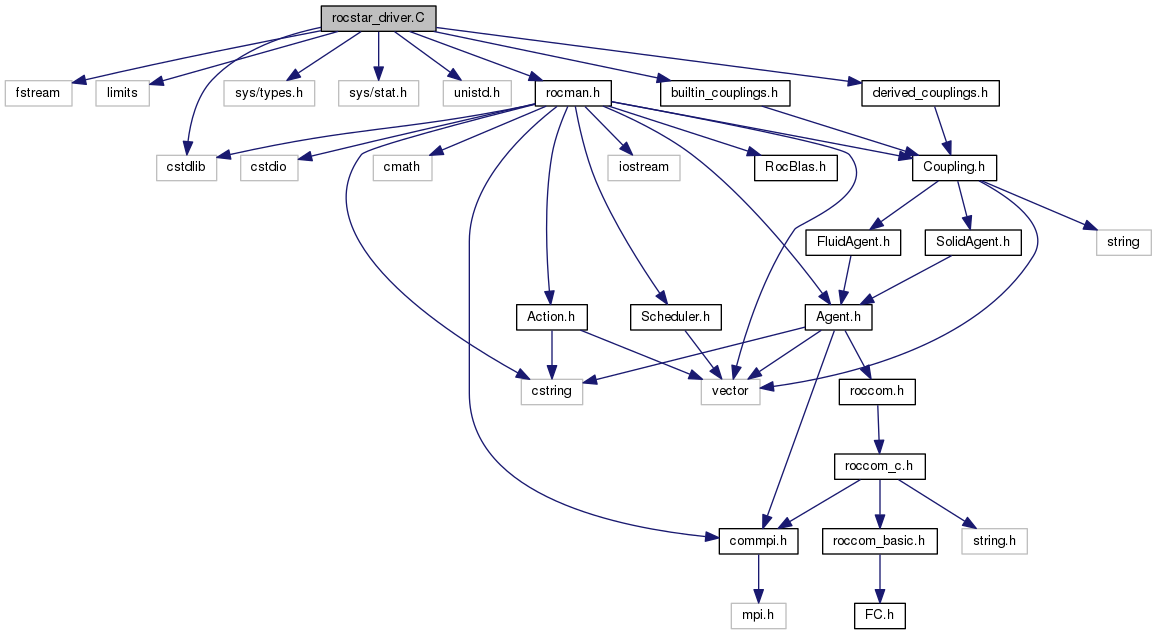 rocstar_driver.C
fstream
limits
sys/types.h
sys/stat.h
unistd.h
rocman.h
builtin_couplings.h
derived_couplings.h
cstdlib
cstdio
cmath
iostream
RocBlas.h
Coupling.h
FluidAgent.h
SolidAgent.h
string
Action.h
Scheduler.h
Agent.h
cstring
vector
roccom.h
roccom_c.h
commpi.h
roccom_basic.h
string.h
mpi.h
FC.h